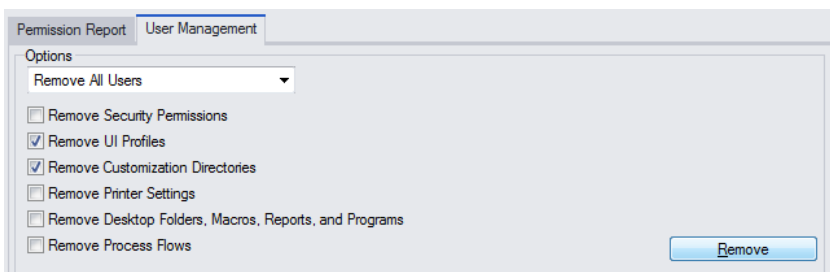 Permission Report User Management
Options
Remove All Users
Remove Security Permissions
Remove UI Profiles
Remove Customization Directories
Remove Printer Settings
Remove Desktop Folders, Macros, Reports, and Programs
Remove Process Flows
Remove